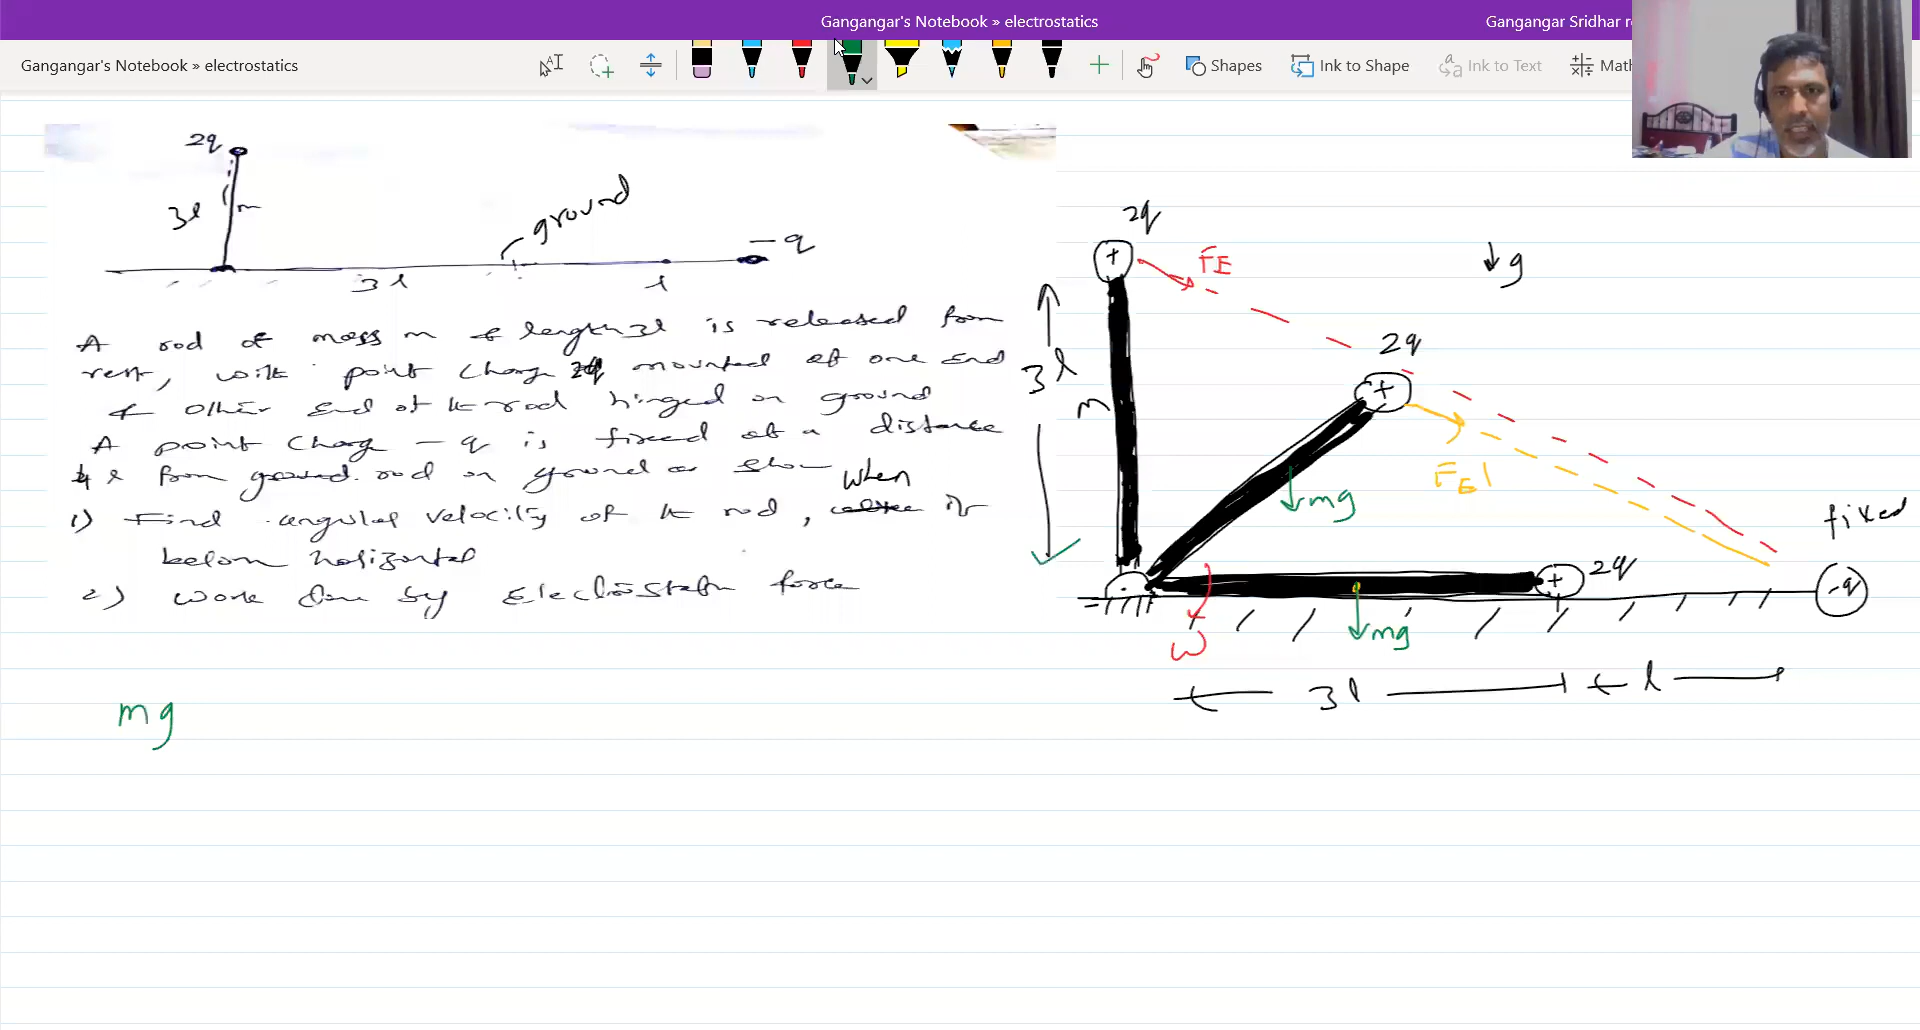 Gangangar's Notebook » electrostatics
Gangangar Sridhar re
Gangangar's Notebook » electrostatics
Shapes
Ink to Shape
Ink to Text
Math
2q
3l
m
ground
3l
l
-q
A rod of mass m & length 3l is released from
rest, with point charge 2q mounted at one end
& other end of the rod hinged on ground
A point charge -q is fixed at a distance
4l from ground rod on ground as show
when
1) Find angular velocity of the rod, it
below horizontal
2) work done by Electrostatic force
mg
2q
+
FE
↓g
3l
m
2q
+
FE1
mg
fixed
+
2q
-q
ω
mg
3l
l